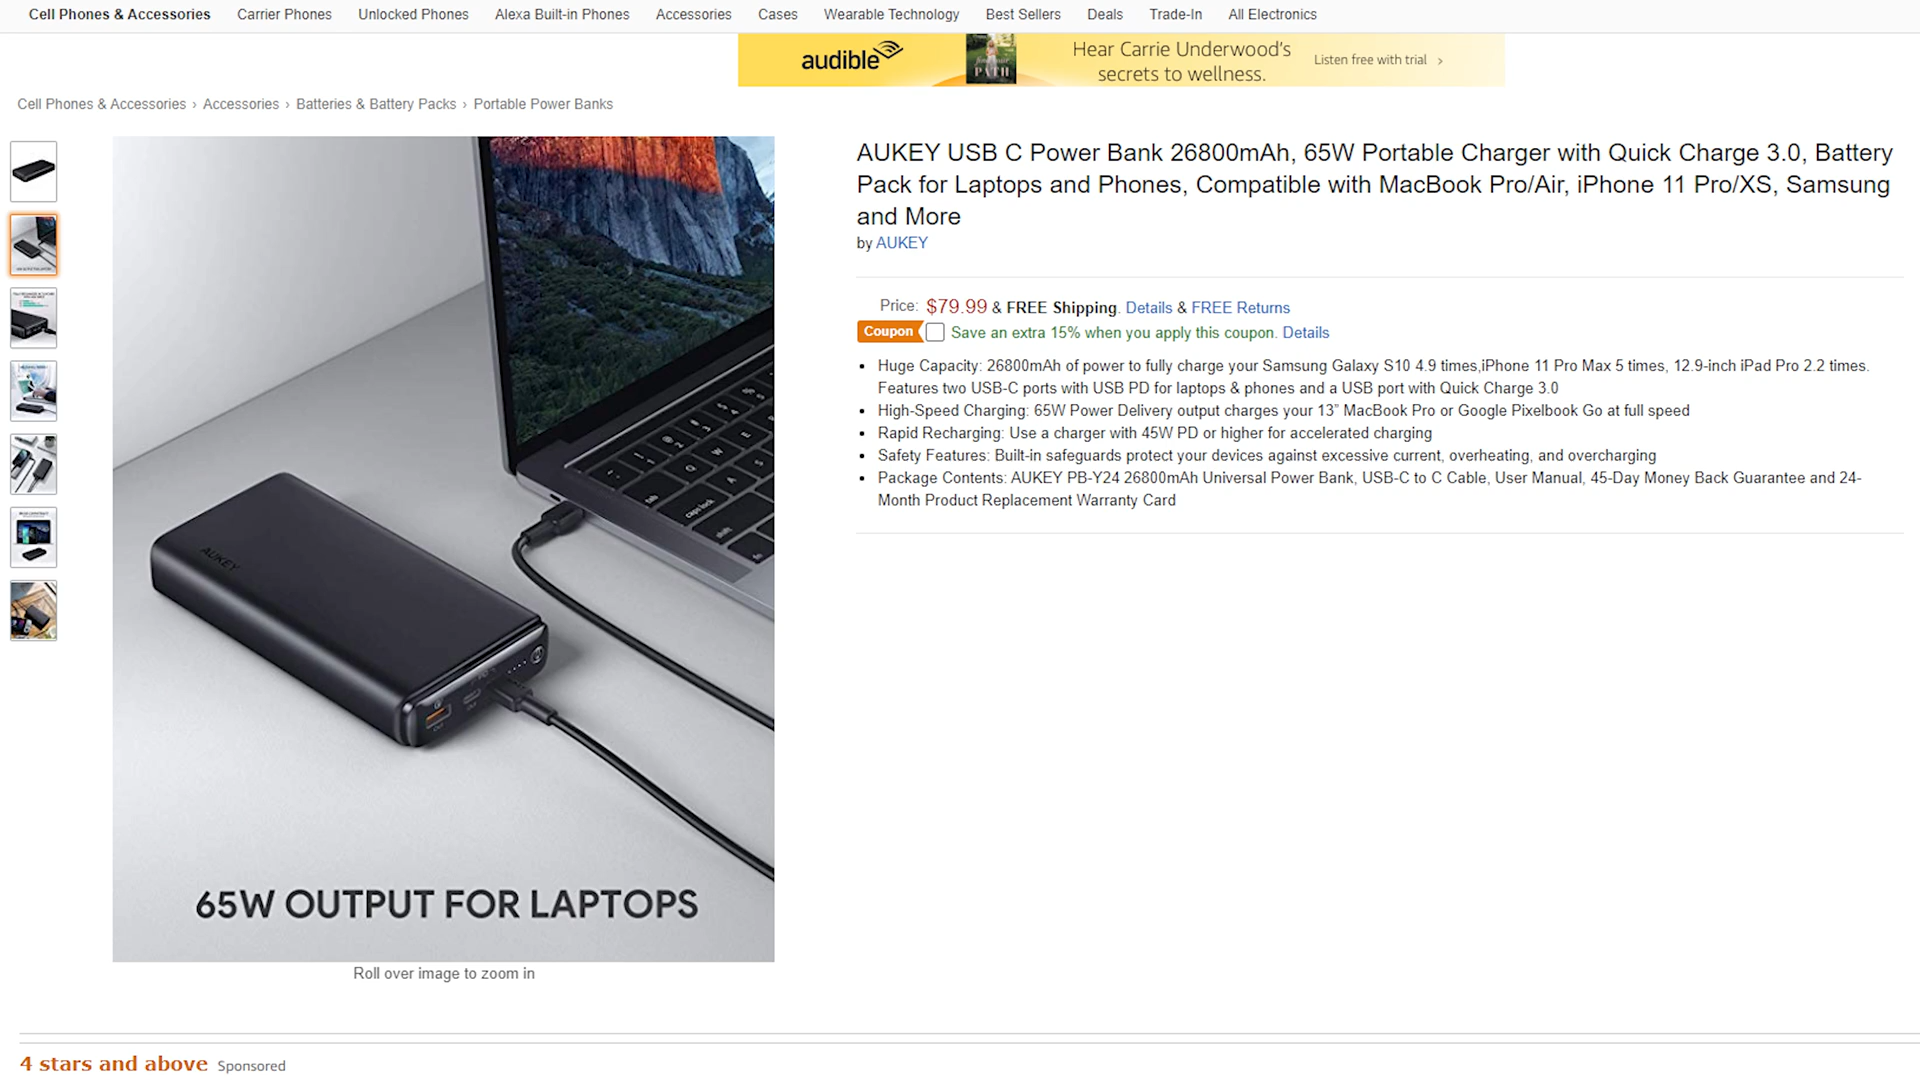 Cell Phones & Accessories Carrier Phones Unlocked Phones Alexa Built-in Phones Accessories Cases Wearable Technology Best Sellers Deals Trade-In All Electronics
audible
PATH
Hear Carrie Underwood's
secrets to wellness.
Listen free with trial ›
Cell Phones & Accessories › Accessories › Batteries & Battery Packs › Portable Power Banks
AUKEY USB C Power Bank 26800mAh, 65W Portable Charger with Quick Charge 3.0, Battery
Pack for Laptops and Phones, Compatible with MacBook Pro/Air, iPhone 11 Pro/XS, Samsung
and More
by AUKEY
Price: $79.99 & FREE Shipping. Details & FREE Returns
Coupon Save an extra 15% when you apply this coupon. Details
• Huge Capacity: 26800mAh of power to fully charge your Samsung Galaxy S10 4.9 times,iPhone 11 Pro Max 5 times, 12.9-inch iPad Pro 2.2 times.
Features two USB-C ports with USB PD for laptops & phones and a USB port with Quick Charge 3.0
• High-Speed Charging: 65W Power Delivery output charges your 13” MacBook Pro or Google Pixelbook Go at full speed
• Rapid Recharging: Use a charger with 45W PD or higher for accelerated charging
• Safety Features: Built-in safeguards protect your devices against excessive current, overheating, and overcharging
• Package Contents: AUKEY PB-Y24 26800mAh Universal Power Bank, USB-C to C Cable, User Manual, 45-Day Money Back Guarantee and 24-
Month Product Replacement Warranty Card
AUKEY
tab
caps lock
shift
65W OUTPUT FOR LAPTOPS
Roll over image to zoom in
4 stars and above Sponsored